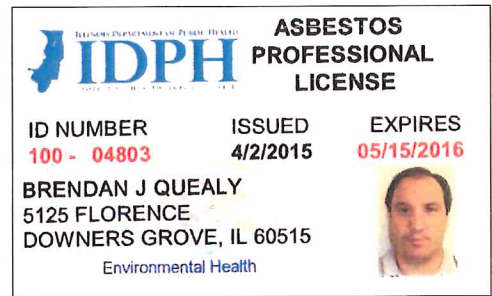 ILLINOIS DEPARTMENT OF PUBLIC HEALTH
IDPH
ASBESTOS
PROFESSIONAL
LICENSE
ID NUMBER ISSUED EXPIRES
100 - 04803 4/2/2015 05/15/2016
BRENDAN J QUEALY
5125 FLORENCE
DOWNERS GROVE, IL 60515
Environmental Health